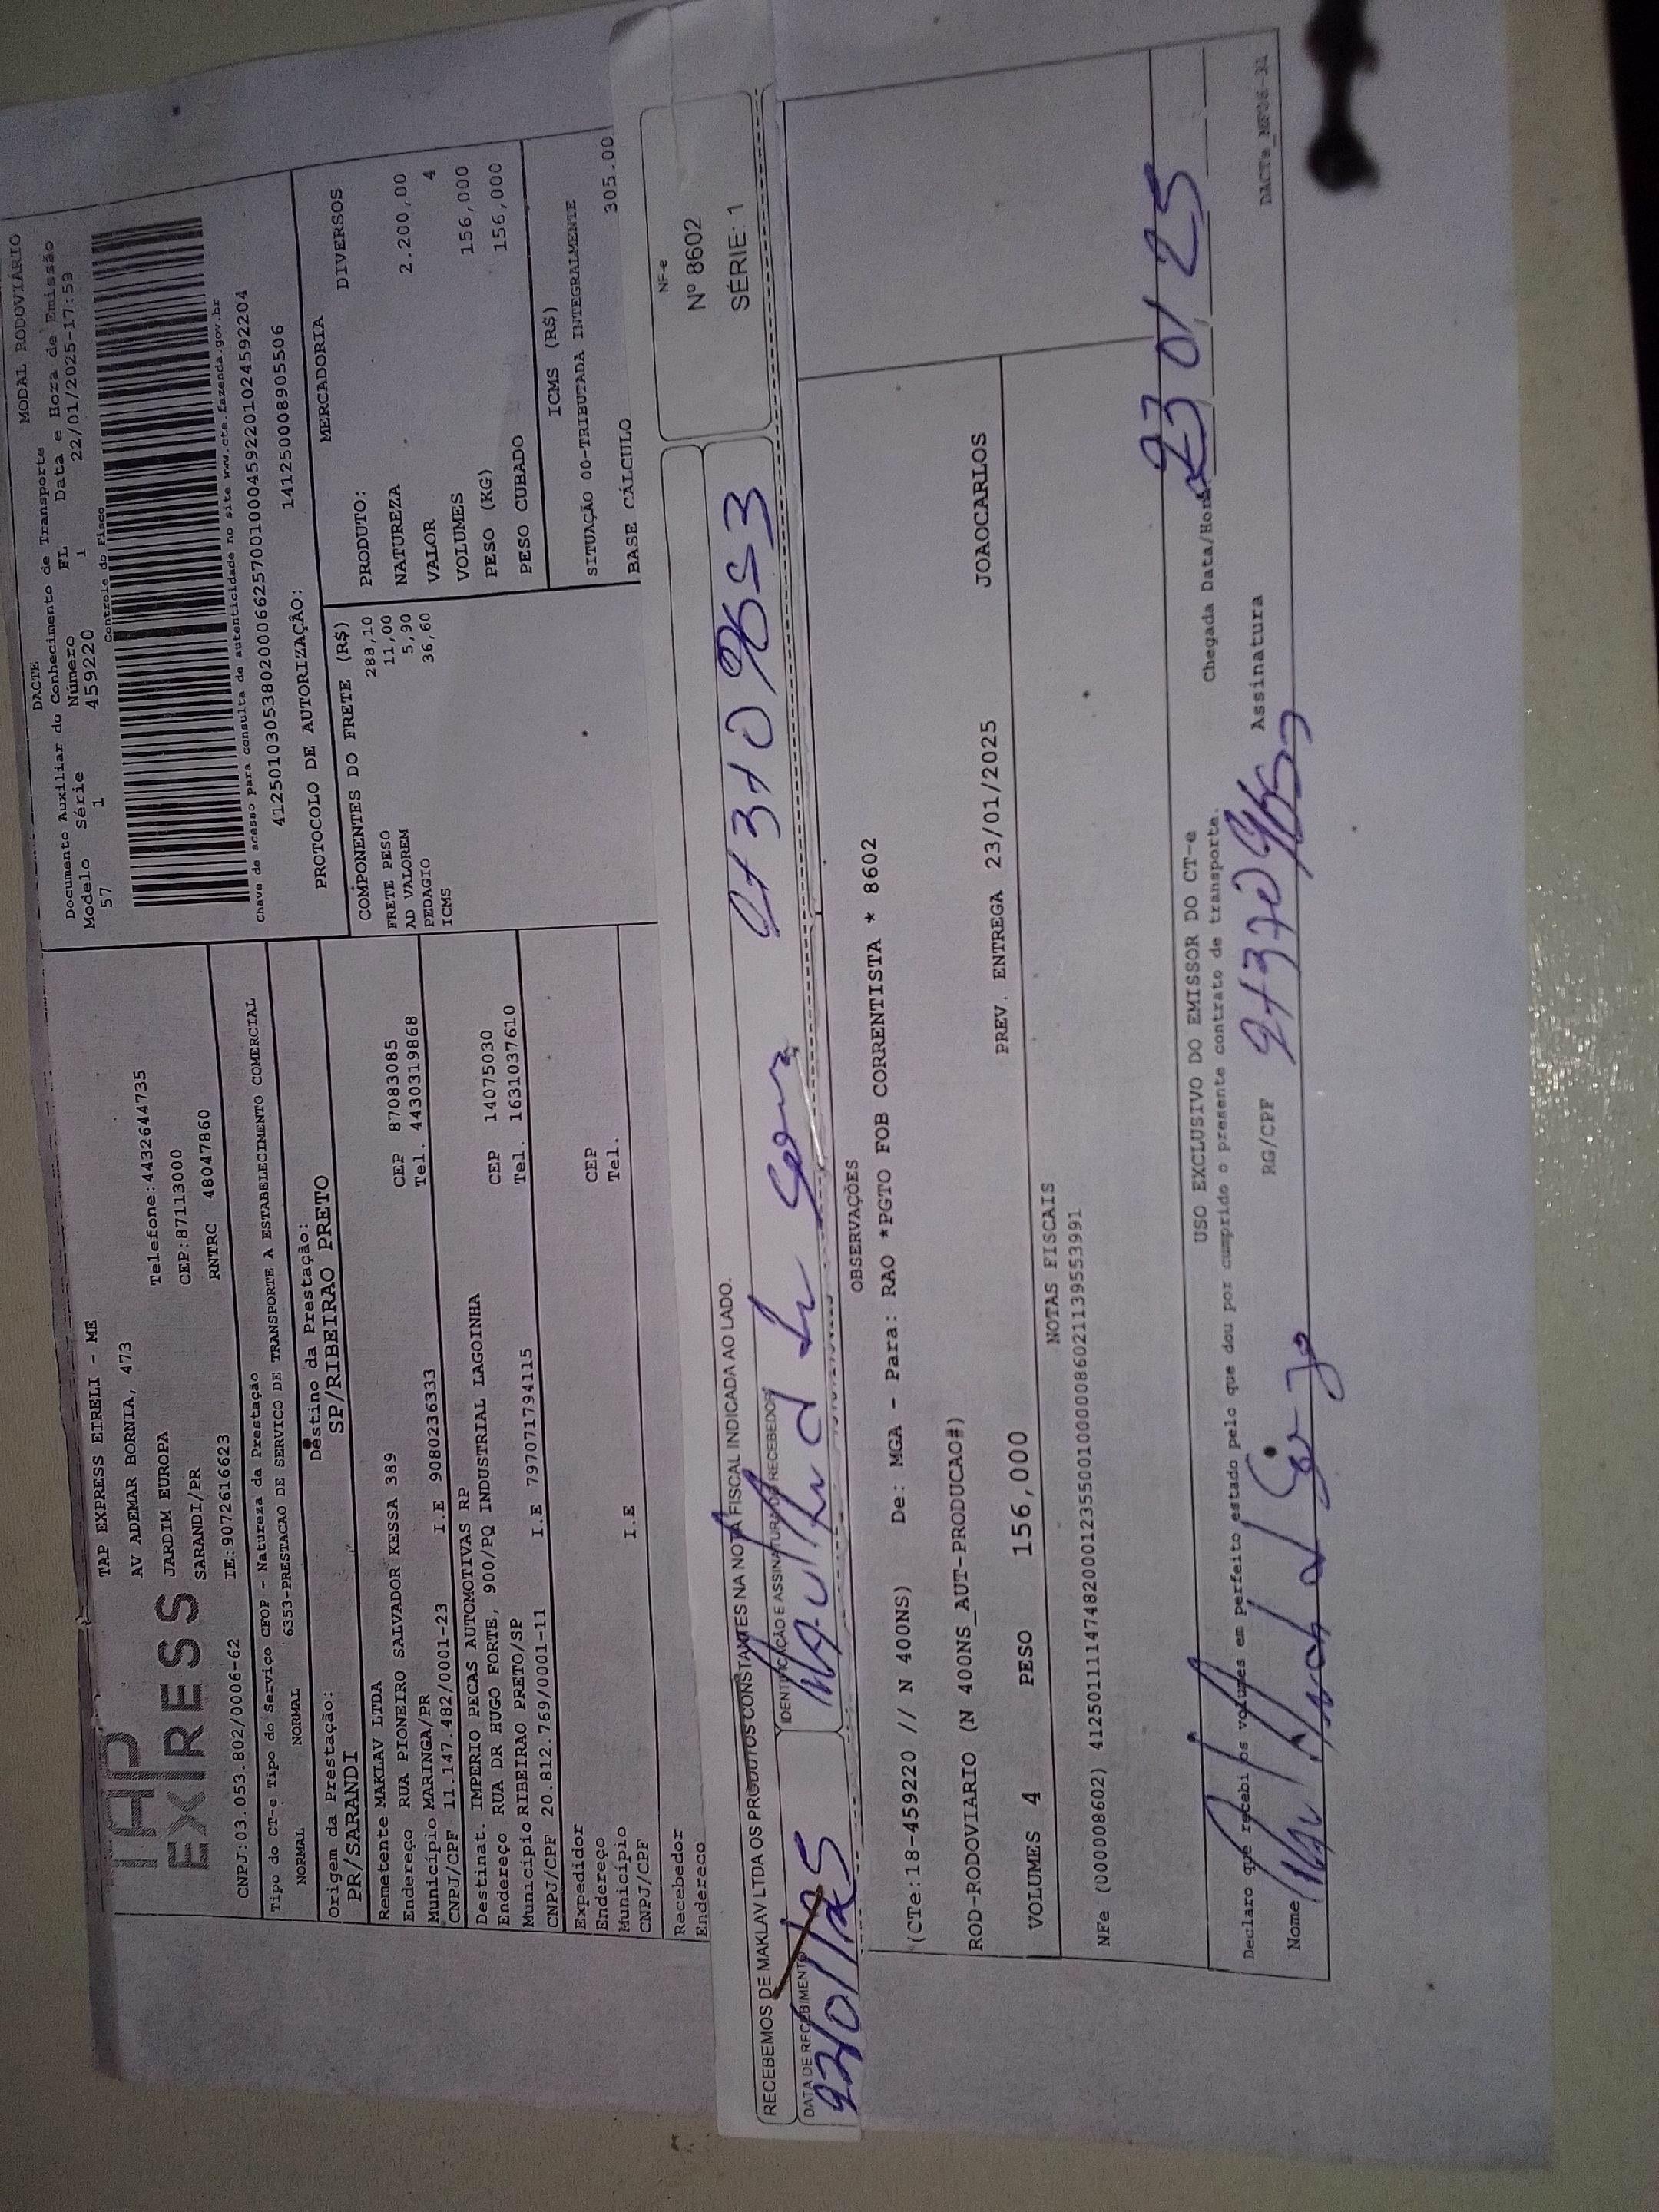 TAP
EXPRESS
TAP EXPRESS EIRELI - ME
AV ADEMAR BORNIA, 473
JARDIM EUROPA
SARANDI/PR
Telefone:4432644735
CEP:87113000
CNPJ:03.053.802/0006-62 IE:9072616623 RNTRC 48047860
DACTE MODAL RODOVIÁRIO
Documento Auxiliar do Conhecimento de Transporte
Modelo Série Número FL Data e Hora de Emissão
57 1 459220 1 22/01/2025-17:59
Controle do Fisco
Chave de acesso para consulta de autenticidade no site www.cte.fazenda.gov.br
41250103053802000662570010004592201024592204
PROTOCOLO DE AUTORIZAÇÃO: 141250008905506
Tipo do CT-e Tipo do Serviço CFOP - Natureza da Prestação
NORMAL NORMAL 6353-PRESTACAO DE SERVICO DE TRANSPORTE A ESTABELECIMENTO COMERCIAL
Origem da Prestação: Destino da Prestação:
PR/SARANDI SP/RIBEIRAO PRETO
Remetente MAKLAV LTDA
Endereço RUA PIONEIRO SALVADOR KESSA 389 CEP 87083085
Município MARINGA/PR Tel. 4430319868
CNPJ/CPF 11.147.482/0001-23 I.E 9080236333
Destinat. IMPERIO PECAS AUTOMOTIVAS RP
Endereço RUA DR HUGO FORTE, 900/PQ INDUSTRIAL LAGOINHA CEP 14075030
Município RIBEIRAO PRETO/SP Tel. 1631037610
CNPJ/CPF 20.812.769/0001-11 I.E 797071794115
Expedidor
Endereço CEP
Município Tel.
CNPJ/CPF I.E
Recebedor
Endereco
COMPONENTES DO FRETE (R$)
FRETE PESO 288,10
AD VALOREM 11,00
PEDAGIO 5,90
ICMS 36,60
MERCADORIA
PRODUTO: DIVERSOS
NATUREZA
VALOR 2.200,00
VOLUMES 4
PESO (KG) 156,000
PESO CUBADO 156,000
ICMS (R$)
SITUAÇÃO 00-TRIBUTADA INTEGRALMENTE
BASE CÁLCULO 305.00
RECEBEMOS DE MAKLAV LTDA OS PRODUTOS CONSTANTES NA NOTA FISCAL INDICADA AO LADO.
DATA DE RECEBIMENTO IDENTIFICAÇÃO E ASSINATURA DO RECEBEDOR
23/01/25
NF-e
Nº 8602
SÉRIE: 1
OBSERVAÇÕES
(CTe:18-459220 // N 400NS) De: MGA - Para: RAO *PGTO FOB CORRENTISTA * 8602
ROD-RODOVIARIO (N 400NS_AUT-PRODUCAO#)
VOLUMES 4 PESO 156,000 PREV. ENTREGA 23/01/2025 JOAOCARLOS
NOTAS FISCAIS
NFe (000008602) 41250111147482000123550010000086021139553991
USO EXCLUSIVO DO EMISSOR DO CT-e
Declaro que recebi os volumes em perfeito estado pelo que dou por cumprido o presente contrato de transporte.
Chegada Data/Hora 23/01/25
Nome RG/CPF Assinatura
DACTe_MF06-31